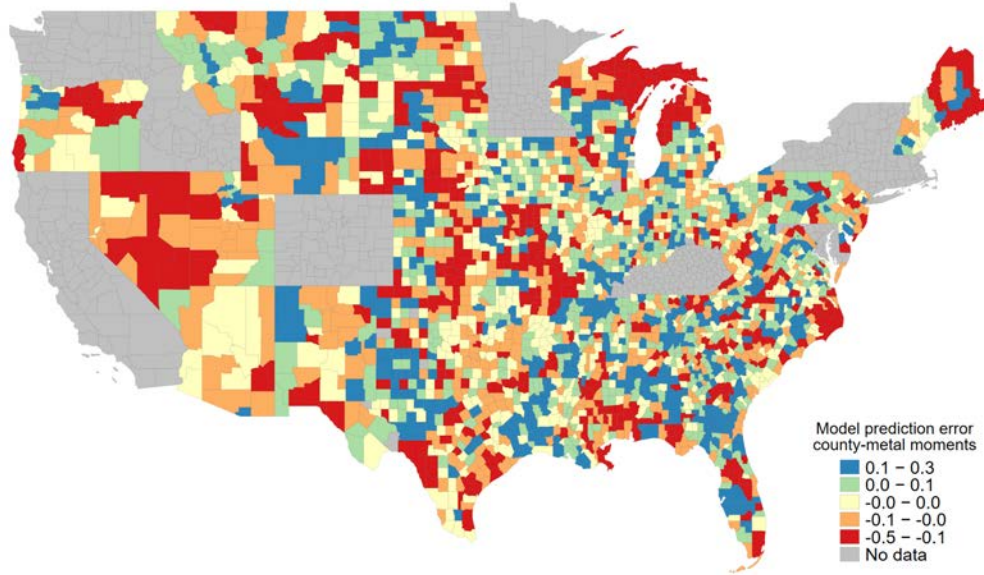 Model prediction error
county-metal moments
0.1 − 0.3
0.0 − 0.1
-0.0 − 0.0
-0.1 − -0.0
-0.5 − -0.1
No data